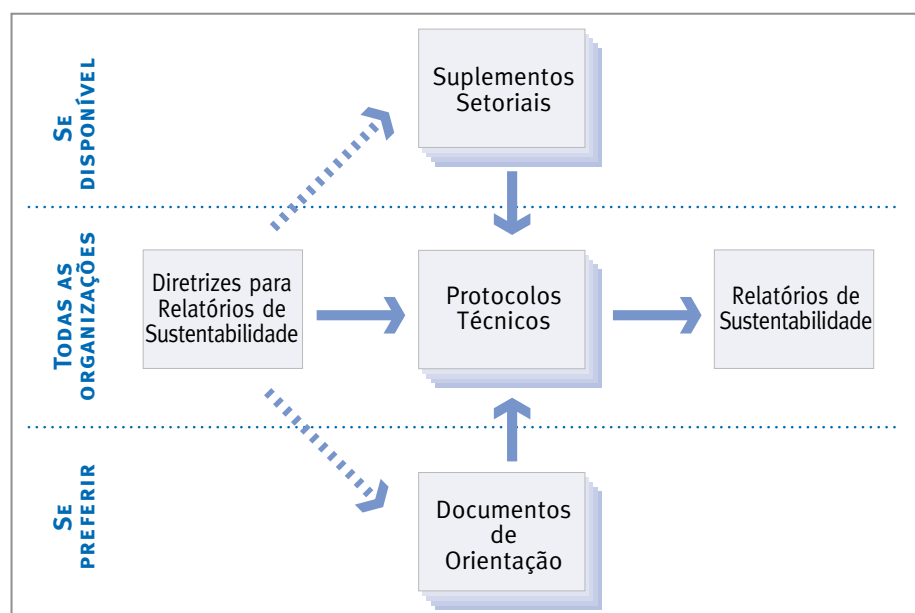 SE
DISPONÍVEL
Suplementos
Setoriais
TODAS AS
ORGANIZAÇÕES
Diretrizes para
Relatórios de
Sustentabilidade
Protocolos
Técnicos
Relatórios de
Sustentabilidade
SE
PREFERIR
Documentos
de
Orientação